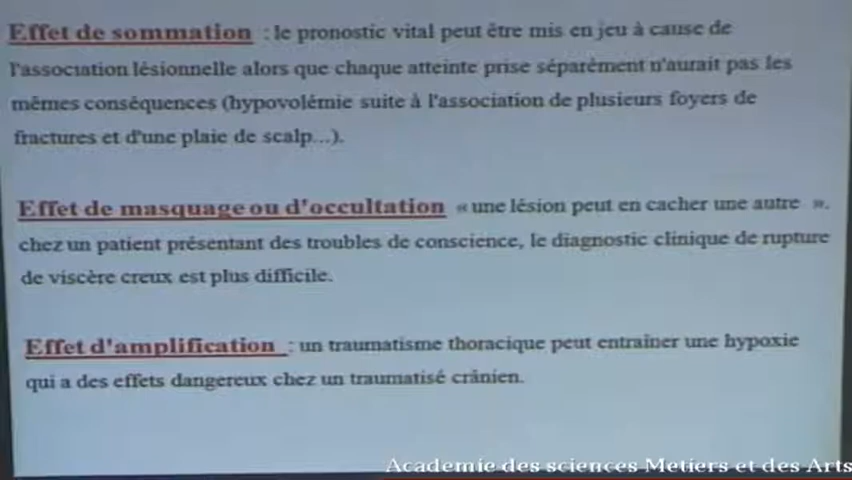 Effet de sommation : le pronostic vital peut être mis en jeu à cause de
l'association lésionnelle alors que chaque atteinte prise séparément n'aurait pas les
mêmes conséquences (hypovolémie suite à l'association de plusieurs foyers de
fractures et d'une plaie de scalp...).
Effet de masquage ou d'occultation « une lésion peut en cacher une autre ».
chez un patient présentant des troubles de conscience, le diagnostic clinique de rupture
de viscère creux est plus difficile.
Effet d'amplification : un traumatisme thoracique peut entraîner une hypoxie
qui a des effets dangereux chez un traumatisé crânien.
Academie des sciences Metiers et des Arts